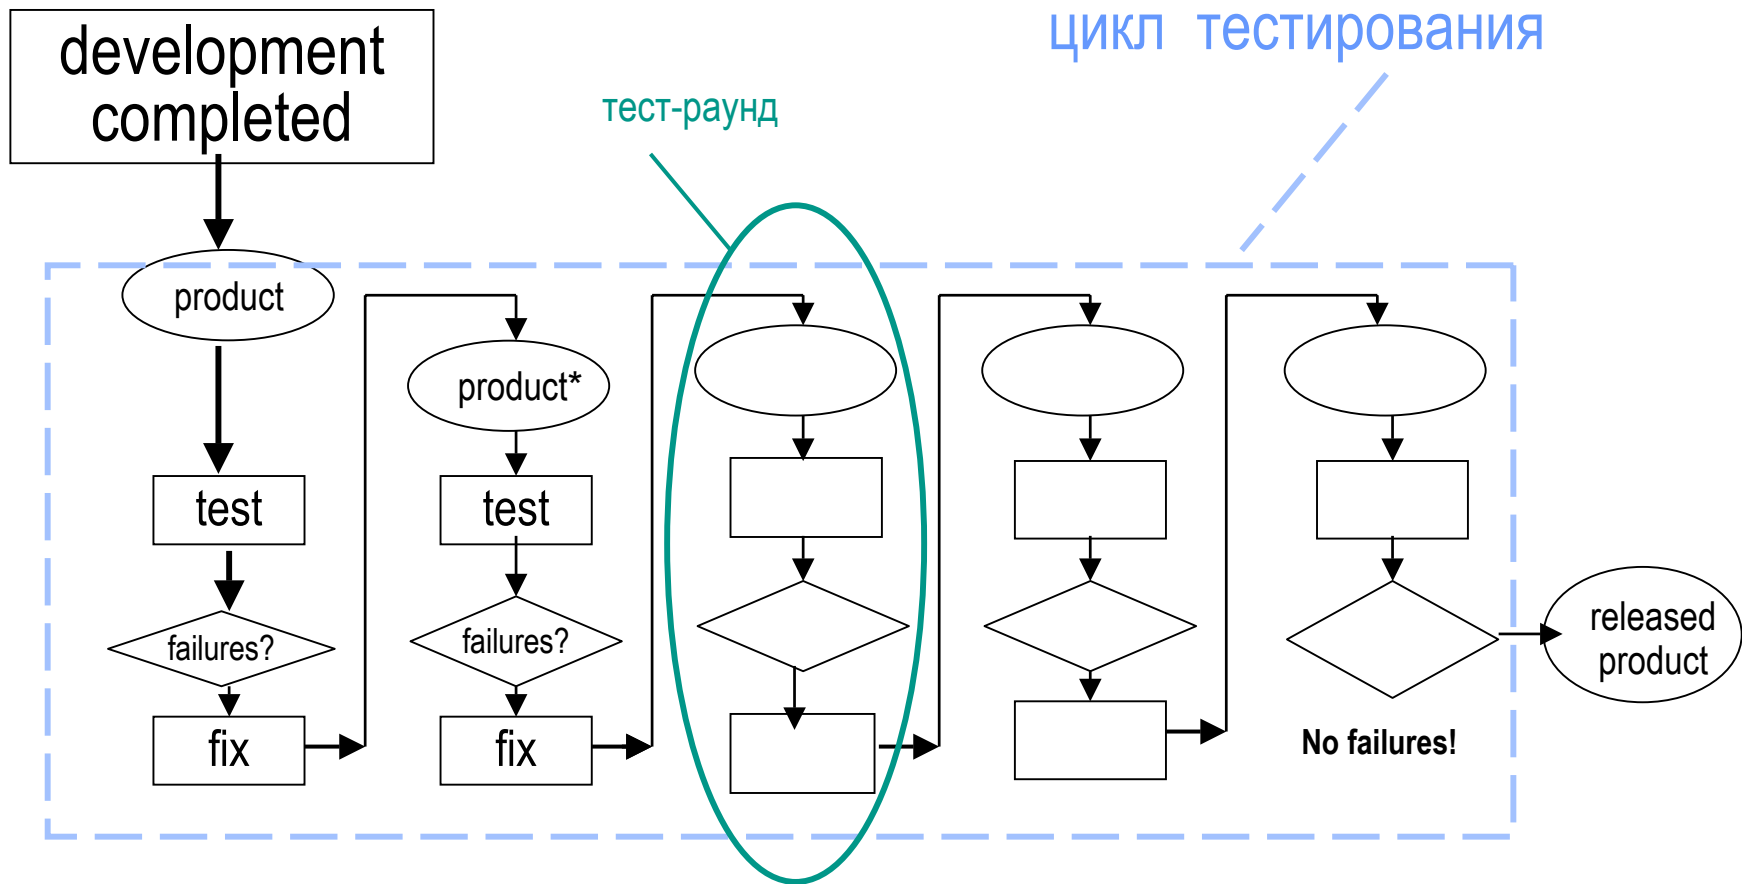 development
completed
цикл тестирования
тест-раунд
product
product*
test
test
failures?
failures?
fix
fix
No failures!
released
product